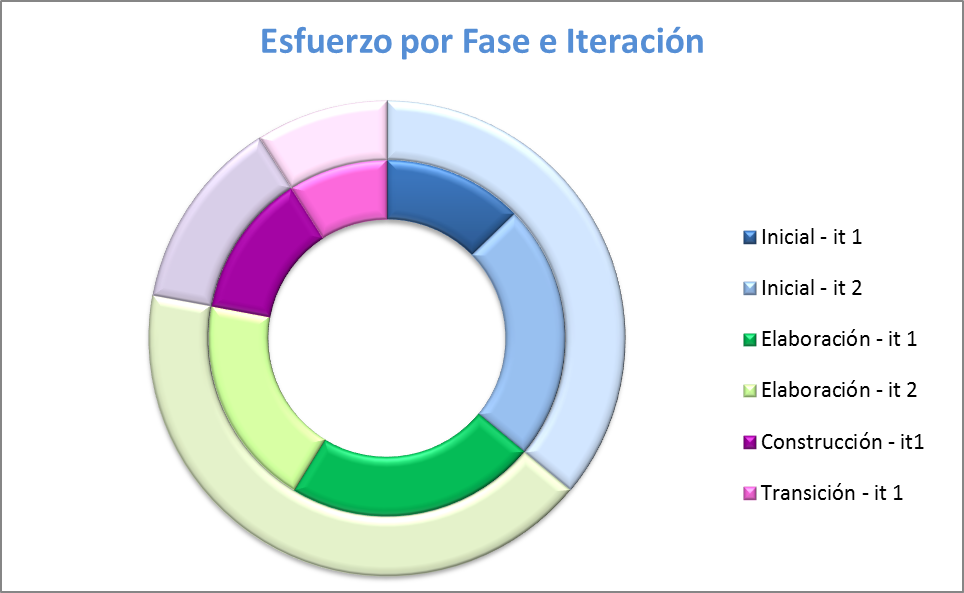 Esfuerzo por Fase e Iteración
Inicial - it 1
Inicial - it 2
Elaboración - it 1
Elaboración - it 2
Construcción - it1
Transición - it 1